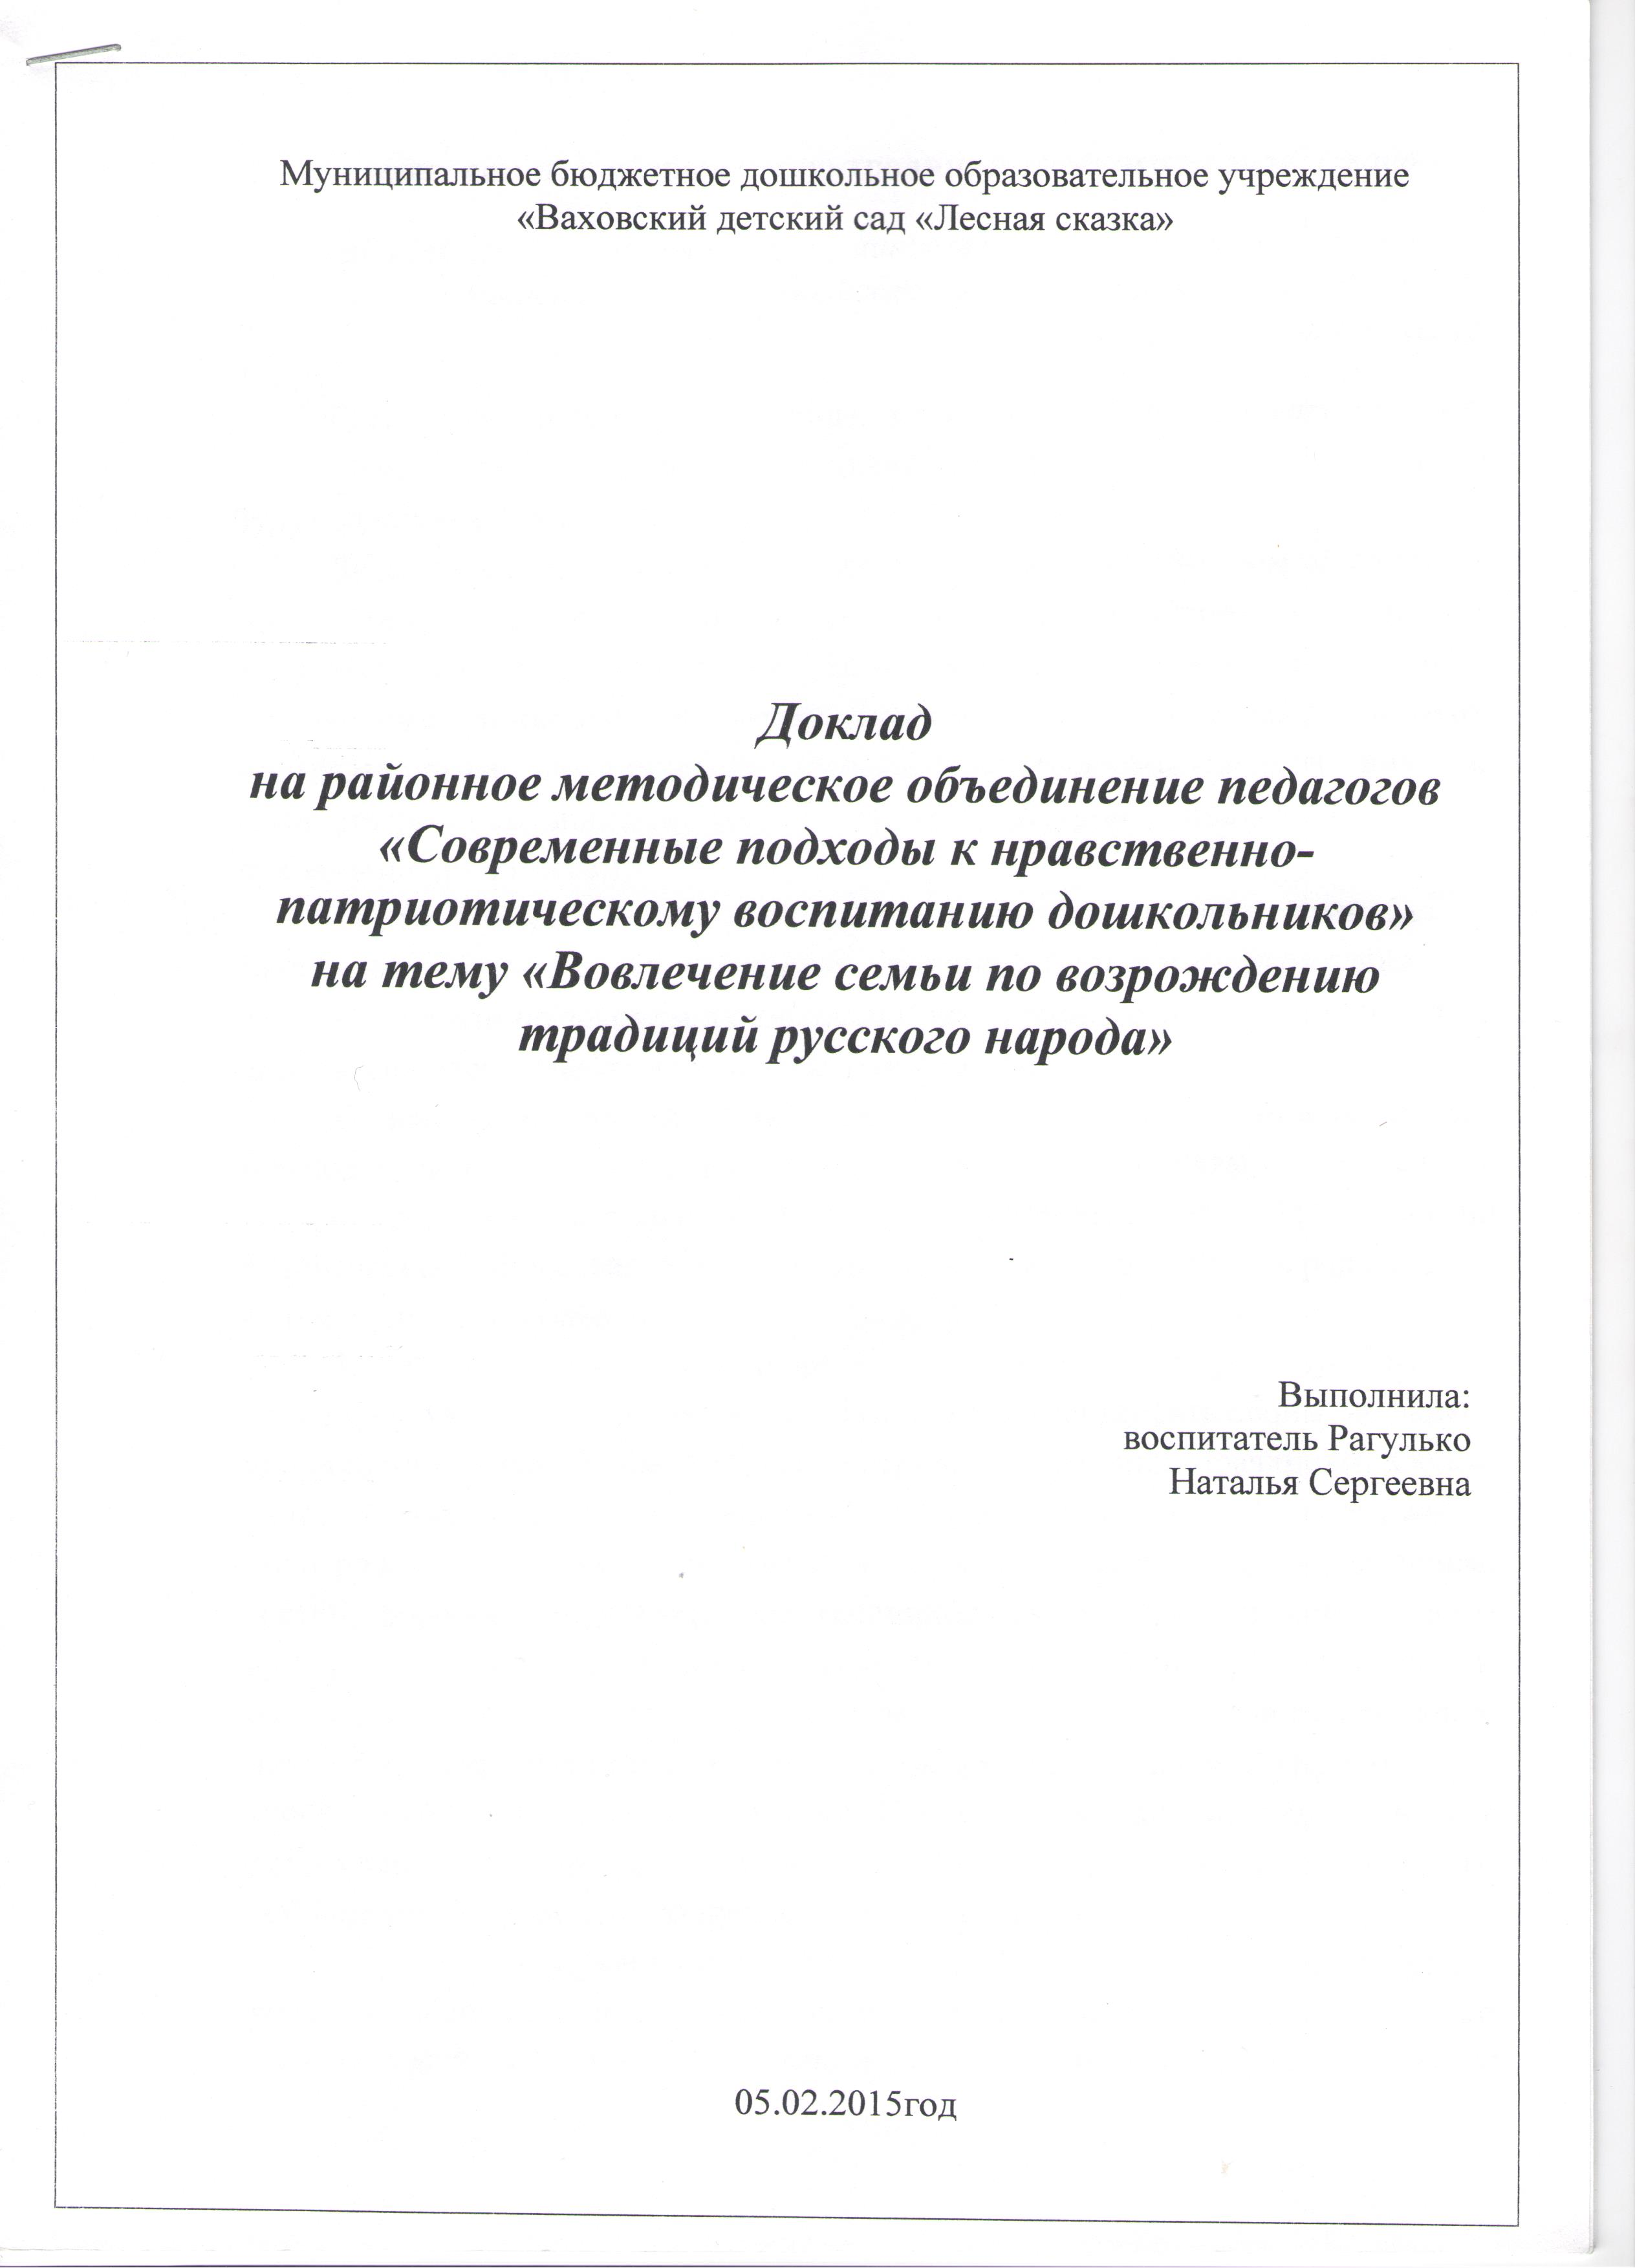 Муниципальное бюджетное дошкольное образовательное учреждение
«Ваховский детский сад «Лесная сказка»
Доклад
на районное методическое объединение педагогов
«Современные подходы к нравственно-
патриотическому воспитанию дошкольников»
на тему «Вовлечение семьи по возрождению
традиций русского народа»
Выполнила:
воспитатель Рагулько
Наталья Сергеевна
05.02.2015год